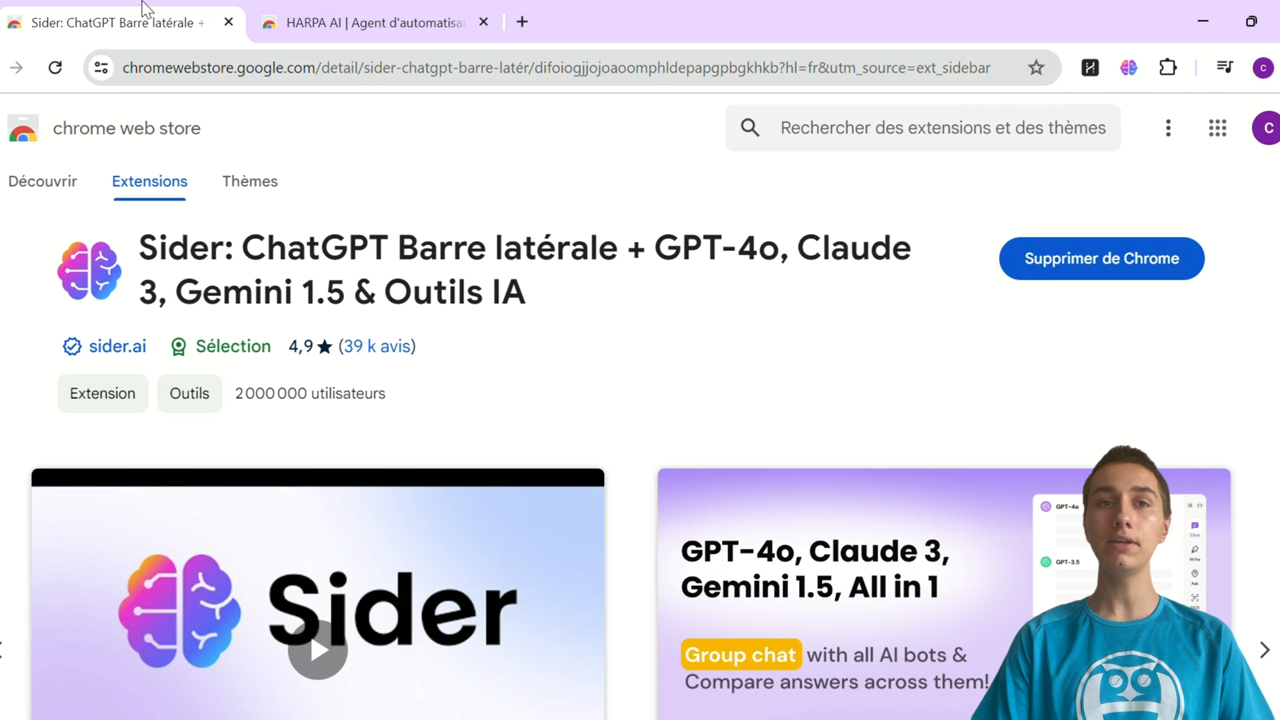 Sider: ChatGPT Barre latérale +
HARPA AI | Agent d'automatisa
chromewebstore.google.com/detail/sider-chatgpt-barre-latér/difoiogjjojoaoomphldepapgpbgkhkb?hl=fr&utm_source=ext_sidebar
C
chrome web store
Rechercher des extensions et des thèmes
C
Découvrir
Extensions
Thèmes
Sider: ChatGPT Barre latérale + GPT-4o, Claude
3, Gemini 1.5 & Outils IA
Supprimer de Chrome
sider.ai
Sélection
4,9★ (39 k avis)
Extension
Outils
2 000 000 utilisateurs
Sider
GPT-4o, Claude 3,
Gemini 1.5, All in 1
Group chat with all AI bots &
Compare answers across them!
GPT-4o
GPT-3.5
Chat
Write
Ask